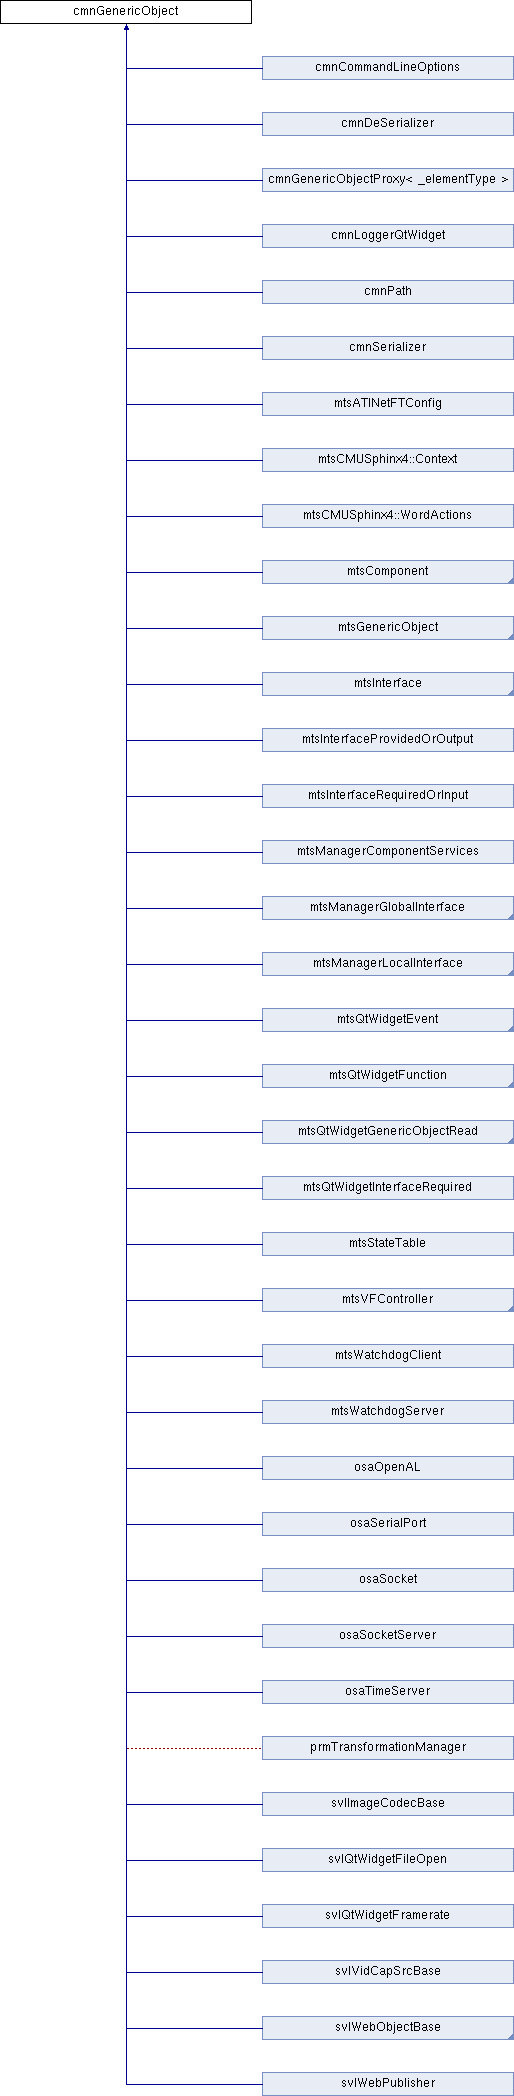 cmnGenericObject
cmnCommandLineOptions
cmnDeSerializer
cmnGenericObjectProxy< _elementType >
cmnLoggerQtWidget
cmnPath
cmnSerializer
mtsATINetFTConfig
mtsCMUSphinx4::Context
mtsCMUSphinx4::WordActions
mtsComponent
mtsGenericObject
mtsInterface
mtsInterfaceProvidedOrOutput
mtsInterfaceRequiredOrInput
mtsManagerComponentServices
mtsManagerGlobalInterface
mtsManagerLocalInterface
mtsQtWidgetEvent
mtsQtWidgetFunction
mtsQtWidgetGenericObjectRead
mtsQtWidgetInterfaceRequired
mtsStateTable
mtsVFController
mtsWatchdogClient
mtsWatchdogServer
osaOpenAL
osaSerialPort
osaSocket
osaSocketServer
osaTimeServer
prmTransformationManager
svlImageCodecBase
svlQtWidgetFileOpen
svlQtWidgetFramerate
svlVidCapSrcBase
svlWebObjectBase
svlWebPublisher